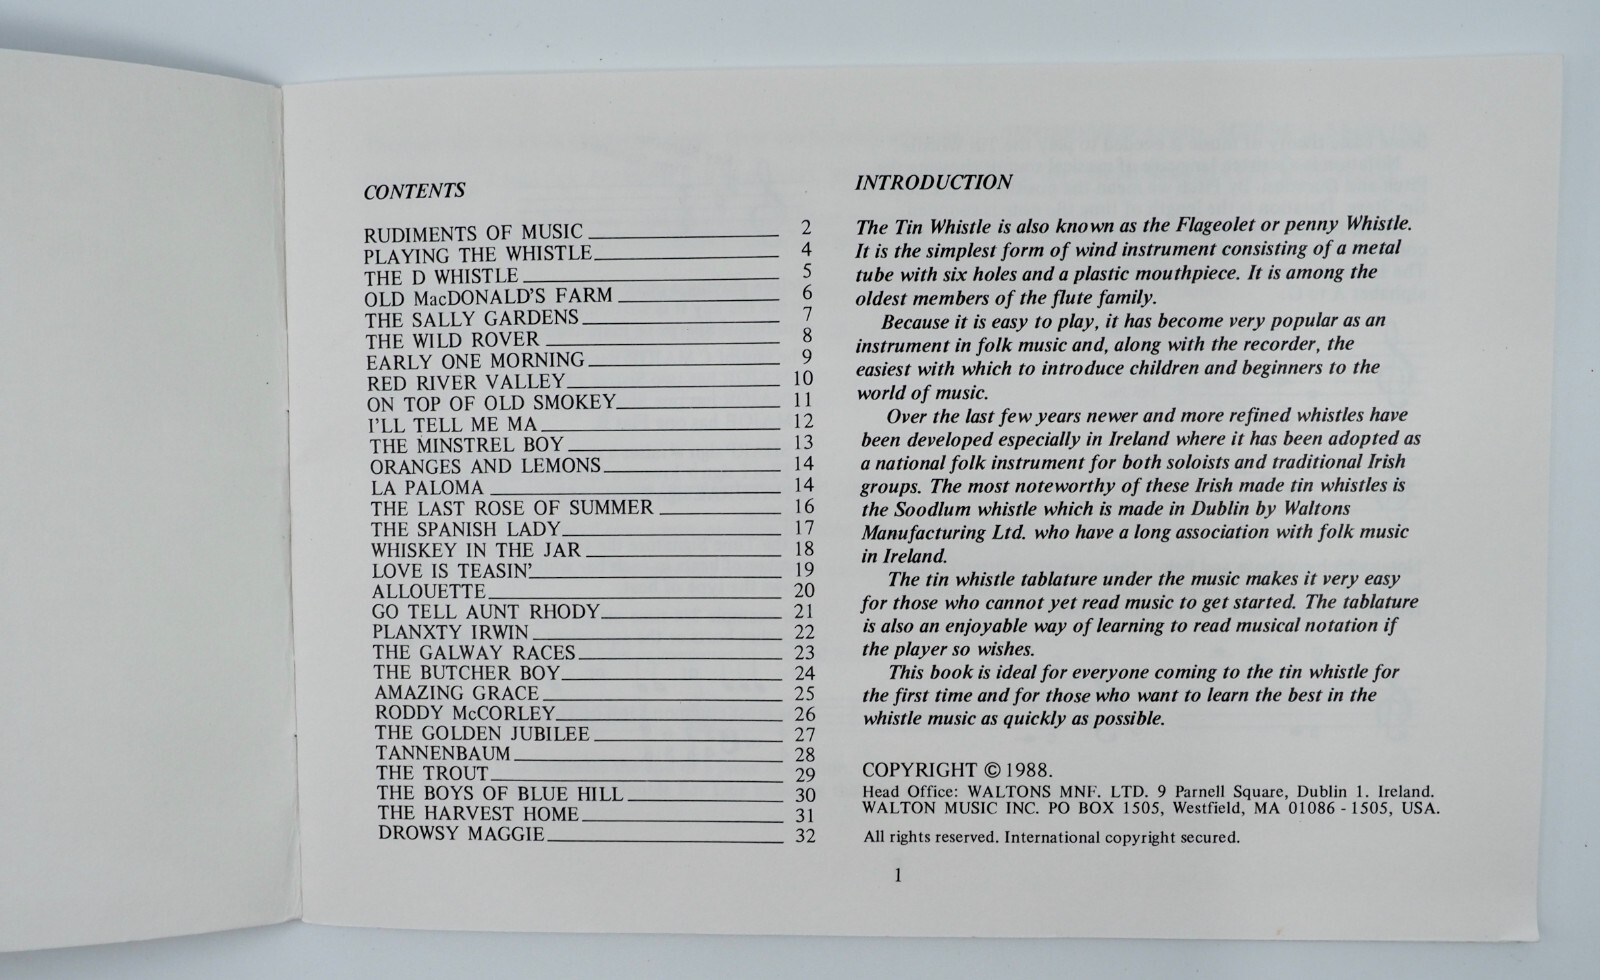 CONTENTS
RUDIMENTS OF MUSIC 2
PLAYING THE WHISTLE 4
THE D WHISTLE 5
OLD MacDONALD'S FARM 6
THE SALLY GARDENS 7
THE WILD ROVER 8
EARLY ONE MORNING 9
RED RIVER VALLEY 10
ON TOP OF OLD SMOKEY 11
I'LL TELL ME MA 12
THE MINSTREL BOY 13
ORANGES AND LEMONS 14
LA PALOMA 14
THE LAST ROSE OF SUMMER 16
THE SPANISH LADY 17
WHISKEY IN THE JAR 18
LOVE IS TEASIN' 19
ALLOUETTE 20
GO TELL AUNT RHODY 21
PLANXTY IRWIN 22
THE GALWAY RACES 23
THE BUTCHER BOY 24
AMAZING GRACE 25
RODDY McCORLEY 26
THE GOLDEN JUBILEE 27
TANNENBAUM 28
THE TROUT 29
THE BOYS OF BLUE HILL 30
THE HARVEST HOME 31
DROWSY MAGGIE 32
INTRODUCTION
The Tin Whistle is also known as the Flageolet or penny Whistle.
It is the simplest form of wind instrument consisting of a metal
tube with six holes and a plastic mouthpiece. It is among the
oldest members of the flute family.
Because it is easy to play, it has become very popular as an
instrument in folk music and, along with the recorder, the
easiest with which to introduce children and beginners to the
world of music.
Over the last few years newer and more refined whistles have
been developed especially in Ireland where it has been adopted as
a national folk instrument for both soloists and traditional Irish
groups. The most noteworthy of these Irish made tin whistles is
the Soodlum whistle which is made in Dublin by Waltons
Manufacturing Ltd. who have a long association with folk music
in Ireland.
The tin whistle tablature under the music makes it very easy
for those who cannot yet read music to get started. The tablature
is also an enjoyable way of learning to read musical notation if
the player so wishes.
This book is ideal for everyone coming to the tin whistle for
the first time and for those who want to learn the best in the
whistle music as quickly as possible.
COPYRIGHT © 1988.
Head Office: WALTONS MNF. LTD. 9 Parnell Square, Dublin 1. Ireland.
WALTON MUSIC INC. PO BOX 1505, Westfield, MA 01086 - 1505, USA.
All rights reserved. International copyright secured.
1